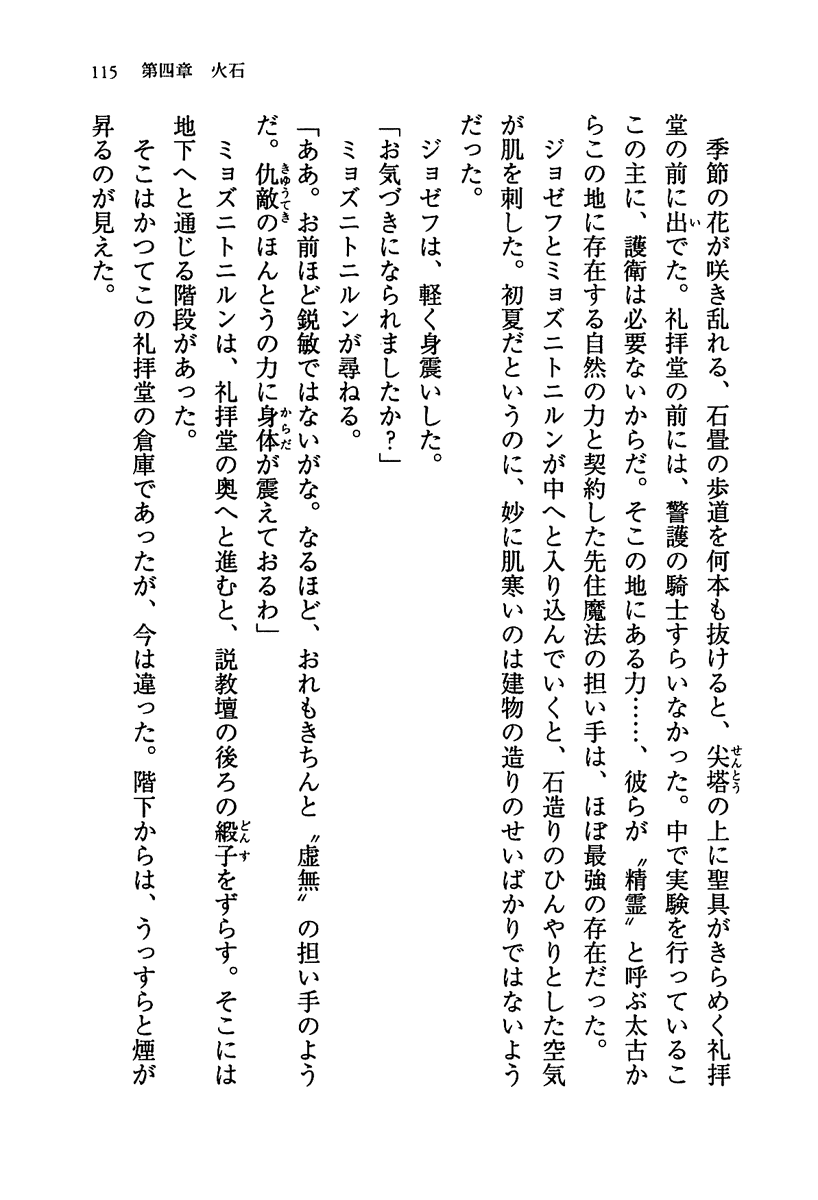 115 第四章 火石
季節の花が咲き乱れる、石畳の歩道を何本も抜けると、尖塔の上に聖具がきらめく礼拝
堂の前に出でた。礼拝堂の前には、警護の騎士すらいなかった。中で実験を行っているこ
この主に、護衛は必要ないからだ。そこの地にある力……、彼らが〝精霊〟と呼ぶ太古か
らこの地に存在する自然の力と契約した先住魔法の担い手は、ほぼ最強の存在だった。
ジョゼフとミョズニトニルンが中へと入り込んでいくと、石造りのひんやりとした空気
が肌を刺した。初夏だというのに、妙に肌寒いのは建物の造りのせいばかりではないよう
だった。
ジョゼフは、軽く身震いした。
「お気づきになられましたか？」
ミョズニトニルンが尋ねる。
「ああ。お前ほど鋭敏ではないがな。なるほど、おれもきちんと〝虚無〟の担い手のよう
だ。仇敵のほんとうの力に身体が震えておるわ」
ミョズニトニルンは、礼拝堂の奥へと進むと、説教壇の後ろの緞子をずらす。そこには
地下へと通じる階段があった。
そこはかつてこの礼拝堂の倉庫であったが、今は違った。階下からは、うっすらと煙が
昇るのが見えた。